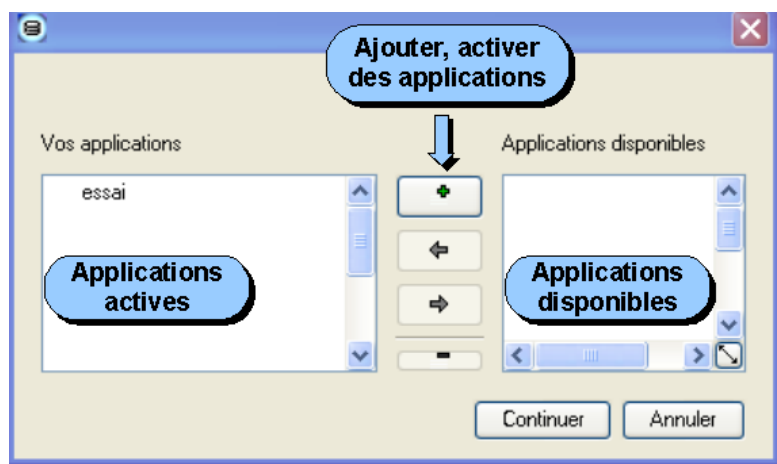 Ajouter, activer
des applications
Vos applications
Applications disponibles
essai
Applications
actives
Applications
disponibles
Continuer
Annuler